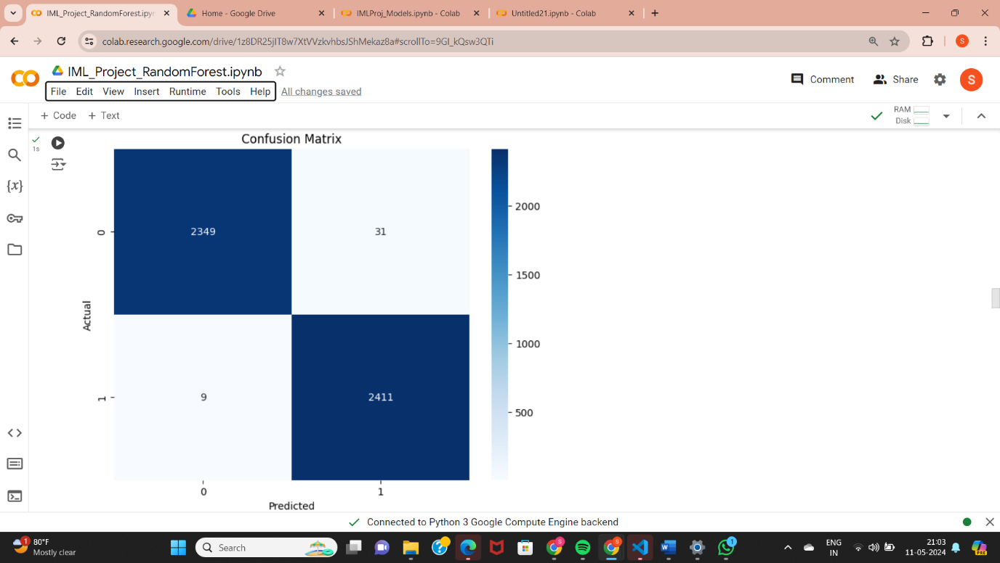 IML_Project_RandomForest.ipyn
Home - Google Drive
IMLProj_Models.ipynb - Colab
Untitled21.ipynb - Colab
colab.research.google.com/drive/1z8DR25jIT8w7XtVVzkvhbsJShMekaz8a#scrollTo=9GI_kQsw3QTi
S
IML_Project_RandomForest.ipynb
Comment
Share
S
File Edit View Insert Runtime Tools Help All changes saved
+ Code + Text
RAM
Disk
1s
{x}
Confusion Matrix
2349
31
9
2411
0
1
Actual
0
1
Predicted
2000
1500
1000
500
Connected to Python 3 Google Compute Engine backend
1
80°F
Mostly clear
Search
S
S
1
ENG
IN
21:03
11-05-2024
PRE